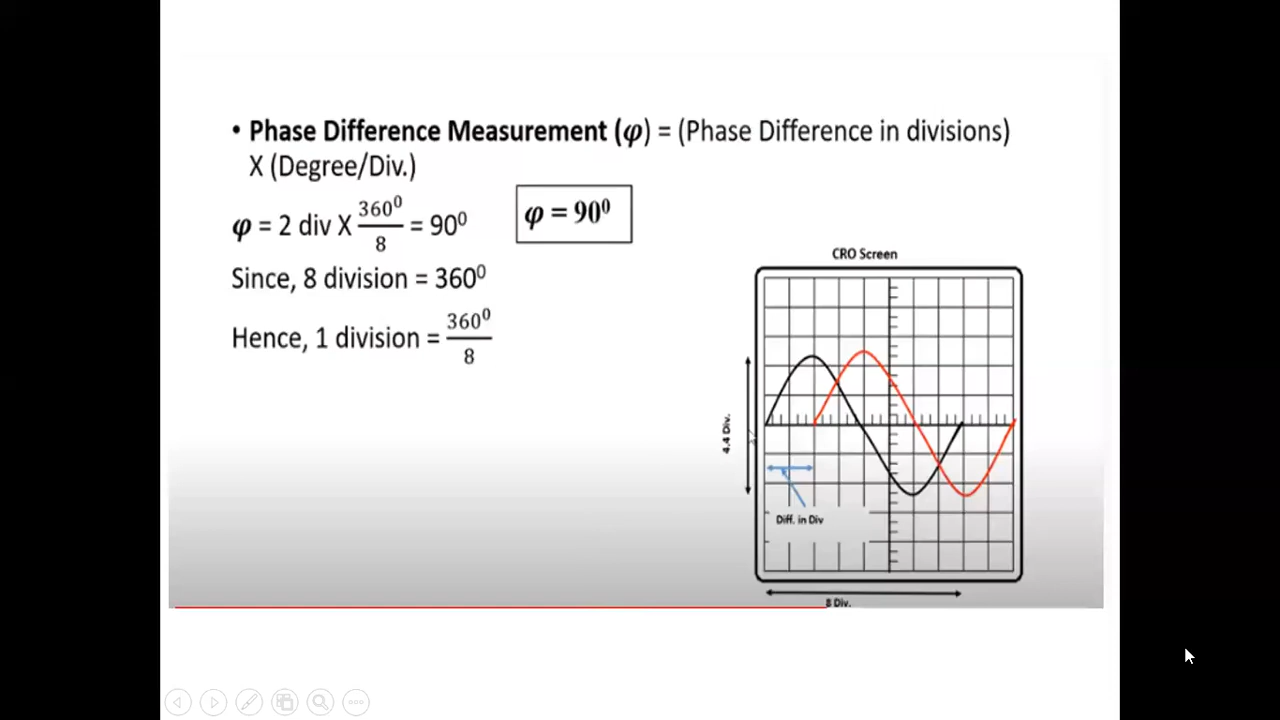 • Phase Difference Measurement (φ) = (Phase Difference in divisions)
X (Degree/Div.)
φ = 2 div X 360⁰/8 = 90⁰
φ = 90⁰
Since, 8 division = 360⁰
Hence, 1 division = 360⁰/8
CRO Screen
4.4 Div.
Diff. in Div
8 Div.